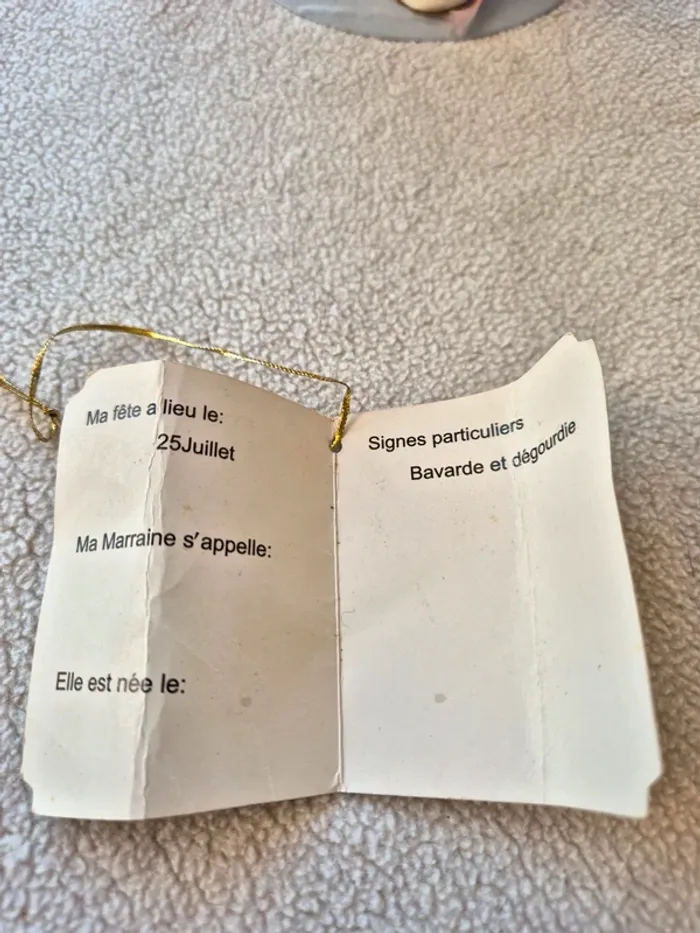 Ma fête a lieu le:
25Juillet
Ma Marraine s'appelle:
Elle est née le:
Signes particuliers
Bavarde et dégourdie